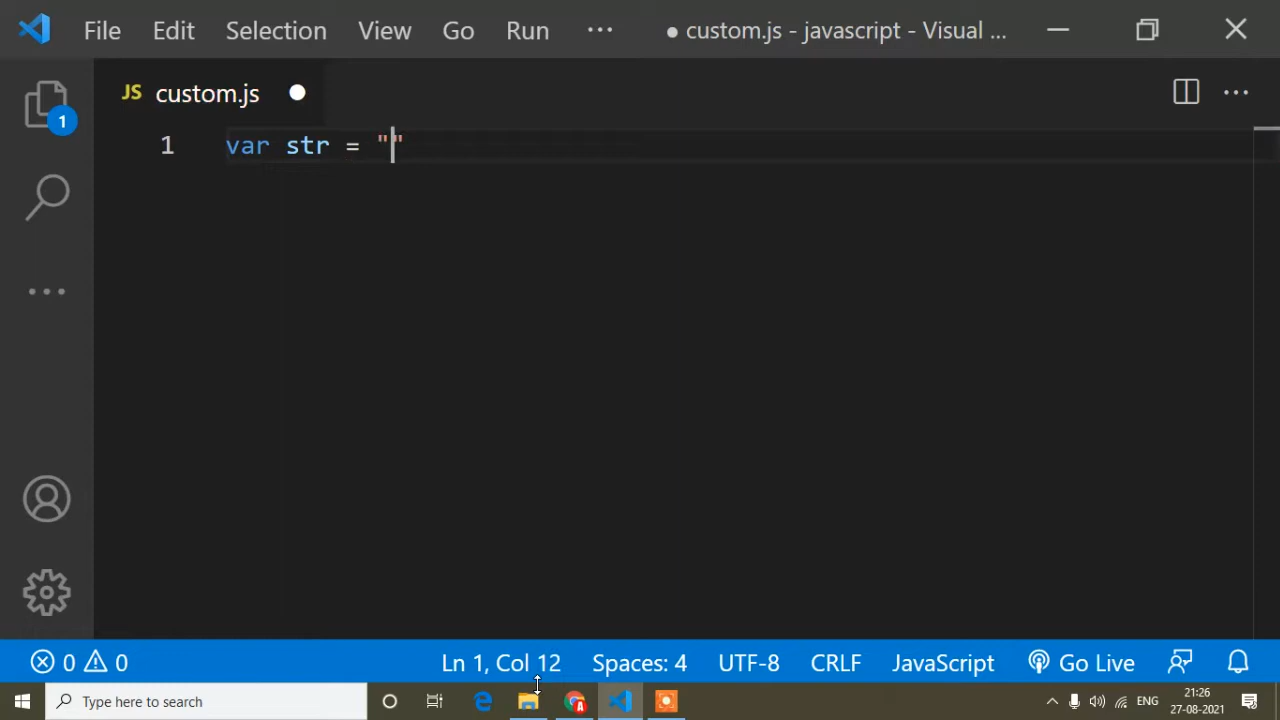 File Edit Selection View Go Run ··· ● custom.js - javascript - Visual ...
JS custom.js ●
1
1 var str = ""
0 0 Ln 1, Col 12 Spaces: 4 UTF-8 CRLF JavaScript Go Live
Type here to search ENG 21:26
27-08-2021